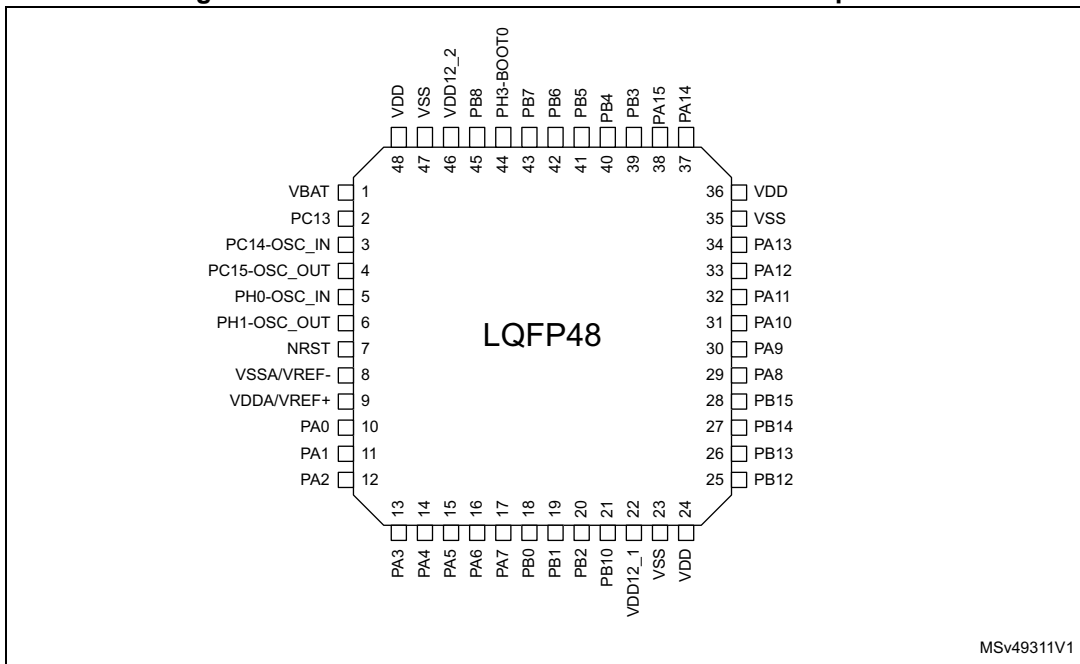 VDD
VSS
VDD12_2
PB8
PH3-BOOT0
PB7
PB6
PB5
PB4
PB3
PA15
PA14
48
47
46
45
44
43
42
41
40
39
38
37
VBAT 1
PC13 2
PC14-OSC_IN 3
PC15-OSC_OUT 4
PH0-OSC_IN 5
PH1-OSC_OUT 6
NRST 7
VSSA/VREF- 8
VDDA/VREF+ 9
PA0 10
PA1 11
PA2 12
LQFP48
36 VDD
35 VSS
34 PA13
33 PA12
32 PA11
31 PA10
30 PA9
29 PA8
28 PB15
27 PB14
26 PB13
25 PB12
13
14
15
16
17
18
19
20
21
22
23
24
PA3
PA4
PA5
PA6
PA7
PB0
PB1
PB2
PB10
VDD12_1
VSS
VDD
MSv49311V1